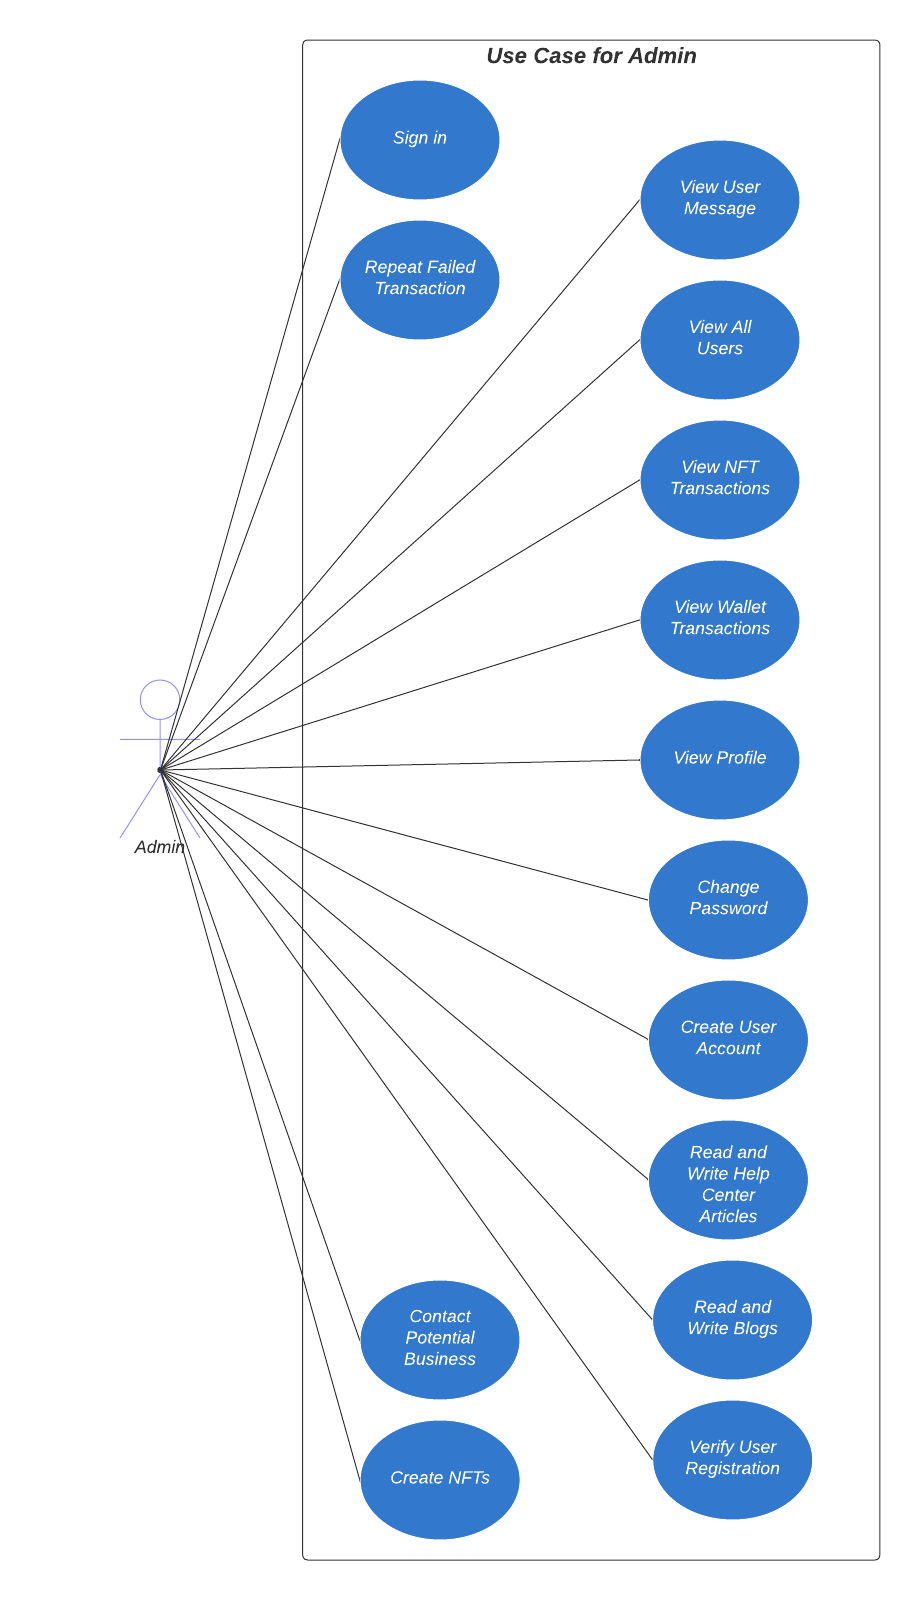 Use Case for Admin
Sign in
View User
Message
Repeat Failed
Transaction
View All
Users
View NFT
Transactions
View Wallet
Transactions
View Profile
Admin
Change
Password
Create User
Account
Read and
Write Help
Center
Articles
Contact
Potential
Business
Read and
Write Blogs
Create NFTs
Verify User
Registration